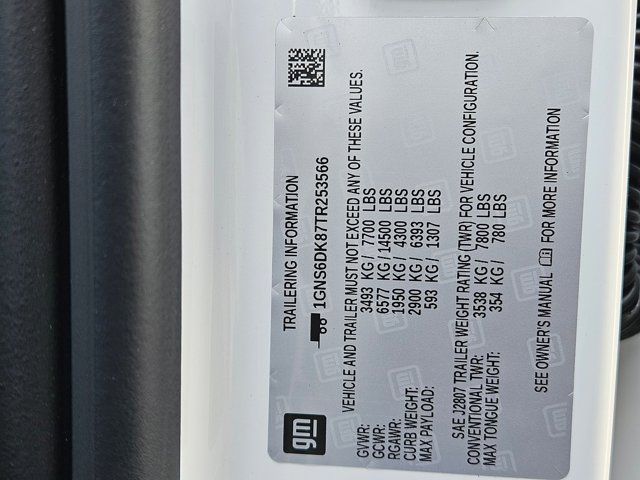 TRAILERING INFORMATION
1GNS6DK87TR253566
VEHICLE AND TRAILER MUST NOT EXCEED ANY OF THESE VALUES.
GVWR: 3493 KG / 7700 LBS
GCWR: 6577 KG / 14500 LBS
RGAWR: 1950 KG / 4300 LBS
CURB WEIGHT: 2900 KG / 6393 LBS
MAX PAYLOAD: 593 KG / 1307 LBS
SAE J2807 TRAILER WEIGHT RATING (TWR) FOR VEHICLE CONFIGURATION.
CONVENTIONAL TWR: 3538 KG / 7800 LBS
MAX TONGUE WEIGHT: 354 KG / 780 LBS
SEE OWNER'S MANUAL FOR MORE INFORMATION
gm